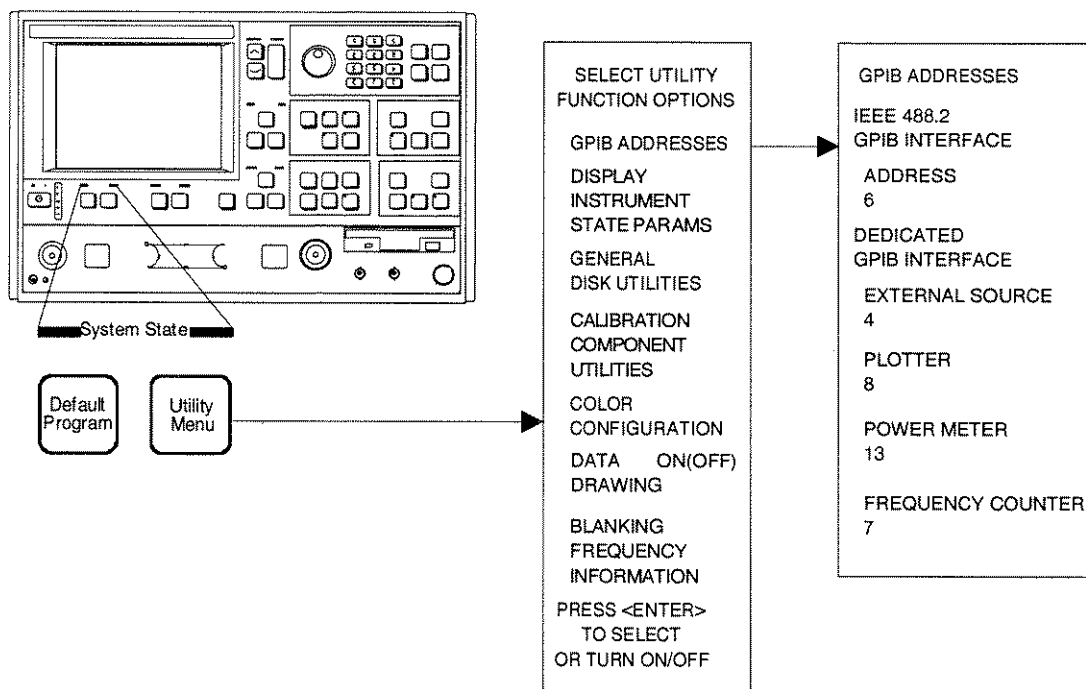 System State
Default
Program
Utility
Menu
SELECT UTILITY
FUNCTION OPTIONS
GPIB ADDRESSES
DISPLAY
INSTRUMENT
STATE PARAMS
GENERAL
DISK UTILITIES
CALIBRATION
COMPONENT
UTILITIES
COLOR
CONFIGURATION
DATA ON(OFF)
DRAWING
BLANKING
FREQUENCY
INFORMATION
PRESS <ENTER>
TO SELECT
OR TURN ON/OFF
GPIB ADDRESSES
IEEE 488.2
GPIB INTERFACE
ADDRESS
6
DEDICATED
GPIB INTERFACE
EXTERNAL SOURCE
4
PLOTTER
8
POWER METER
13
FREQUENCY COUNTER
7